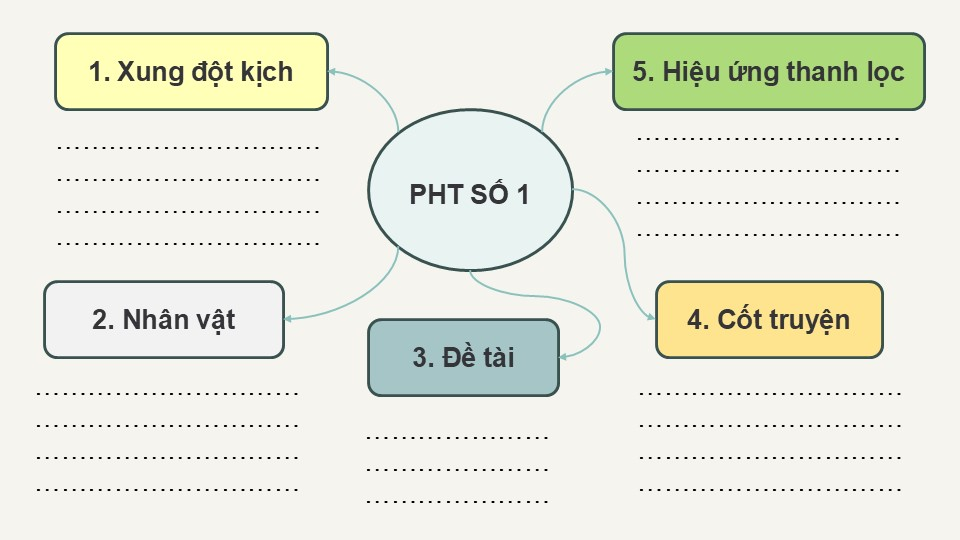 1. Xung đột kịch
5. Hiệu ứng thanh lọc
PHT SỐ 1
2. Nhân vật
3. Đề tài
4. Cốt truyện